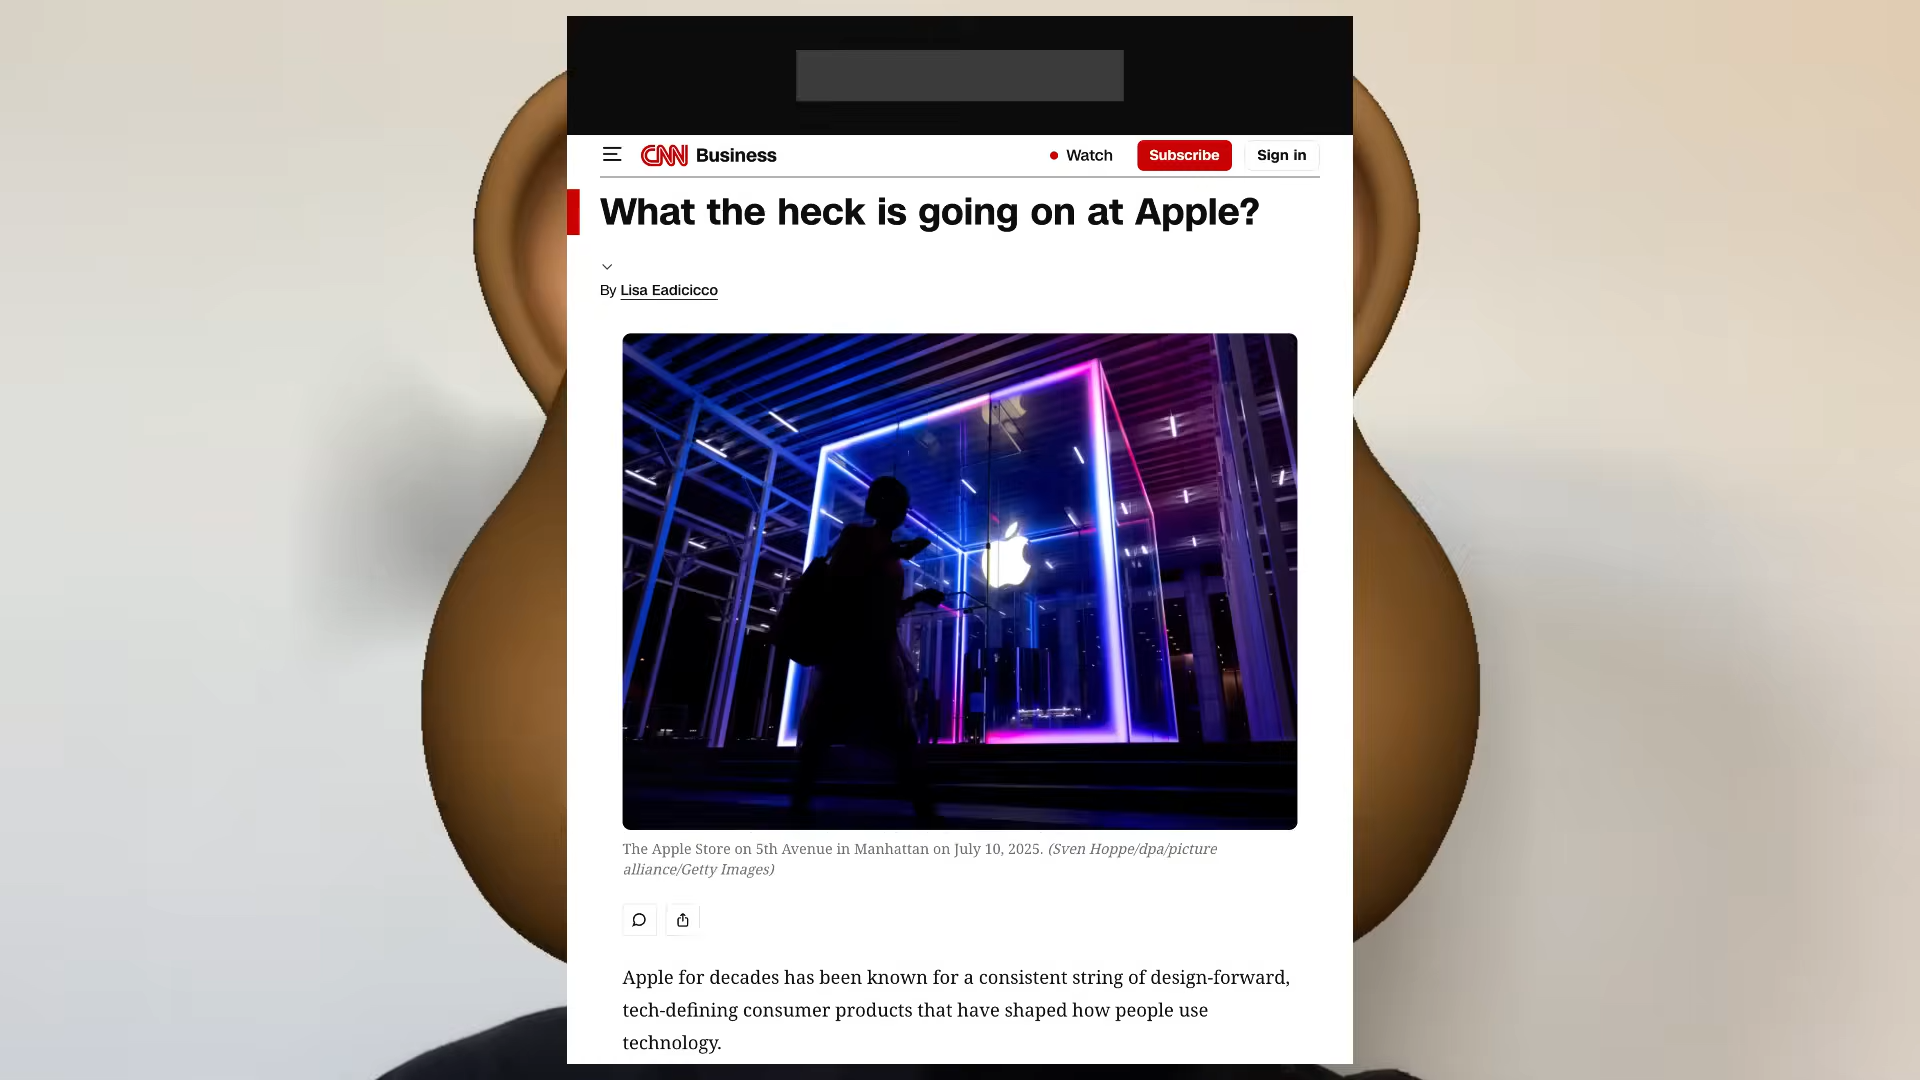 CNN Business
Watch
Subscribe
Sign in
What the heck is going on at Apple?
By Lisa Eadicicco
The Apple Store on 5th Avenue in Manhattan on July 10, 2025. (Sven Hoppe/dpa/picture
alliance/Getty Images)
Apple for decades has been known for a consistent string of design-forward,
tech-defining consumer products that have shaped how people use
technology.